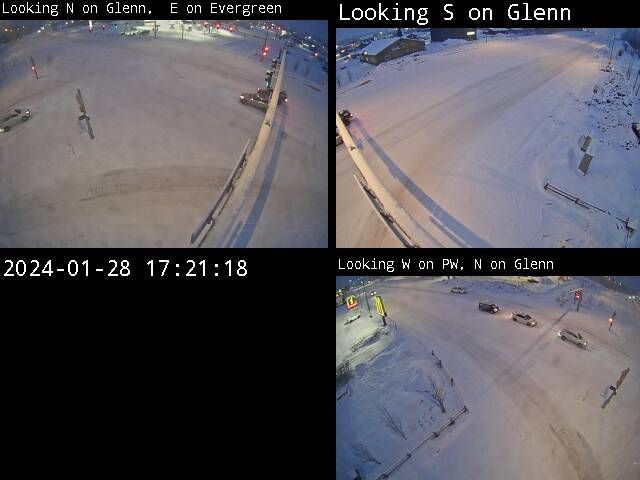 Looking N on Glenn,  E on Evergreen
Looking S on Glenn
2024-01-28 17:21:18
Looking W on PW, N on Glenn